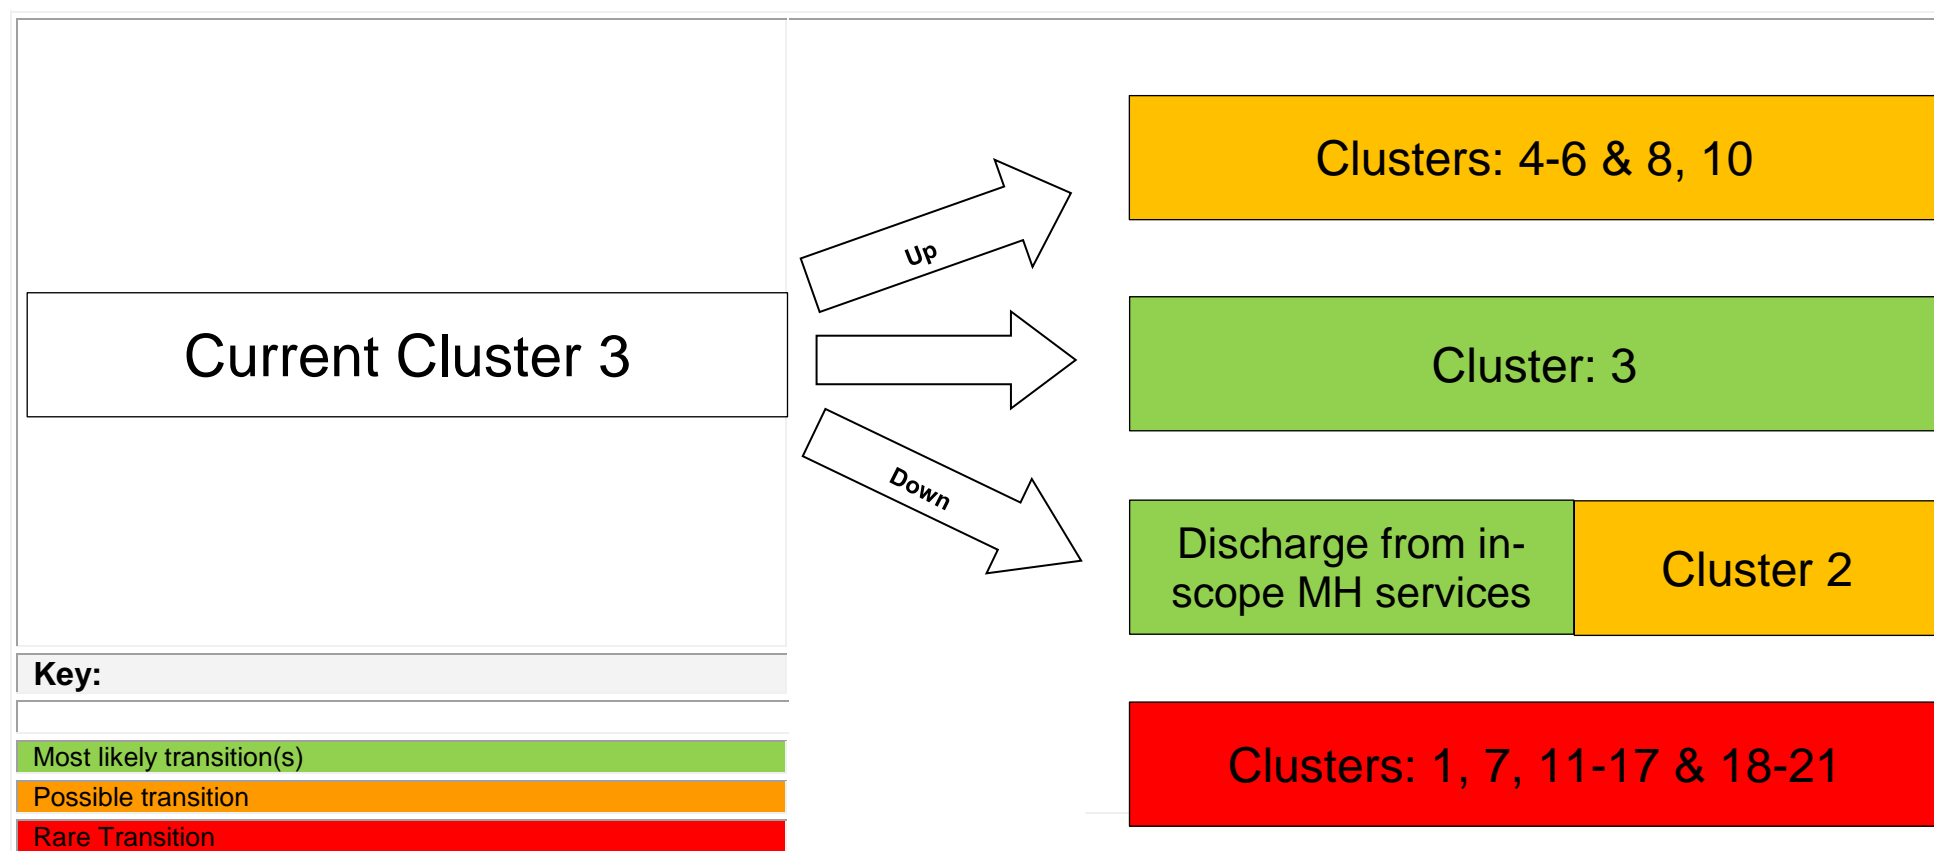 Clusters: 4-6 & 8, 10
Up
Current Cluster 3
Cluster: 3
Down
Discharge from in-
scope MH services
Cluster 2
Key:
Clusters: 1, 7, 11-17 & 18-21
Most likely transition(s)
Possible transition
Rare Transition